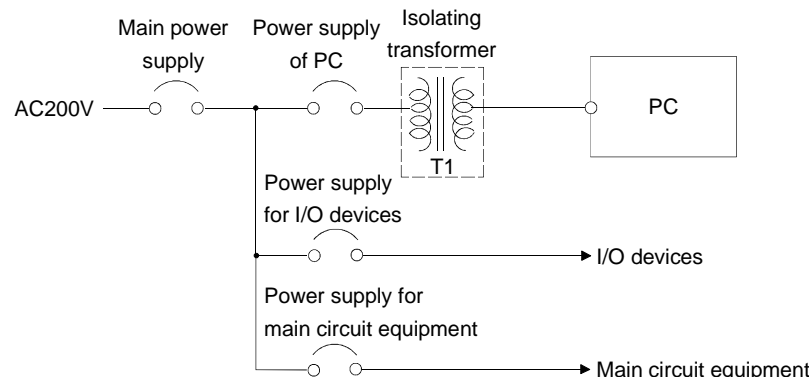 Main power
supply
Power supply
of PC
Isolating
transformer
AC200V
PC
T1
Power supply
for I/O devices
I/O devices
Power supply for
main circuit equipment
Main circuit equipment